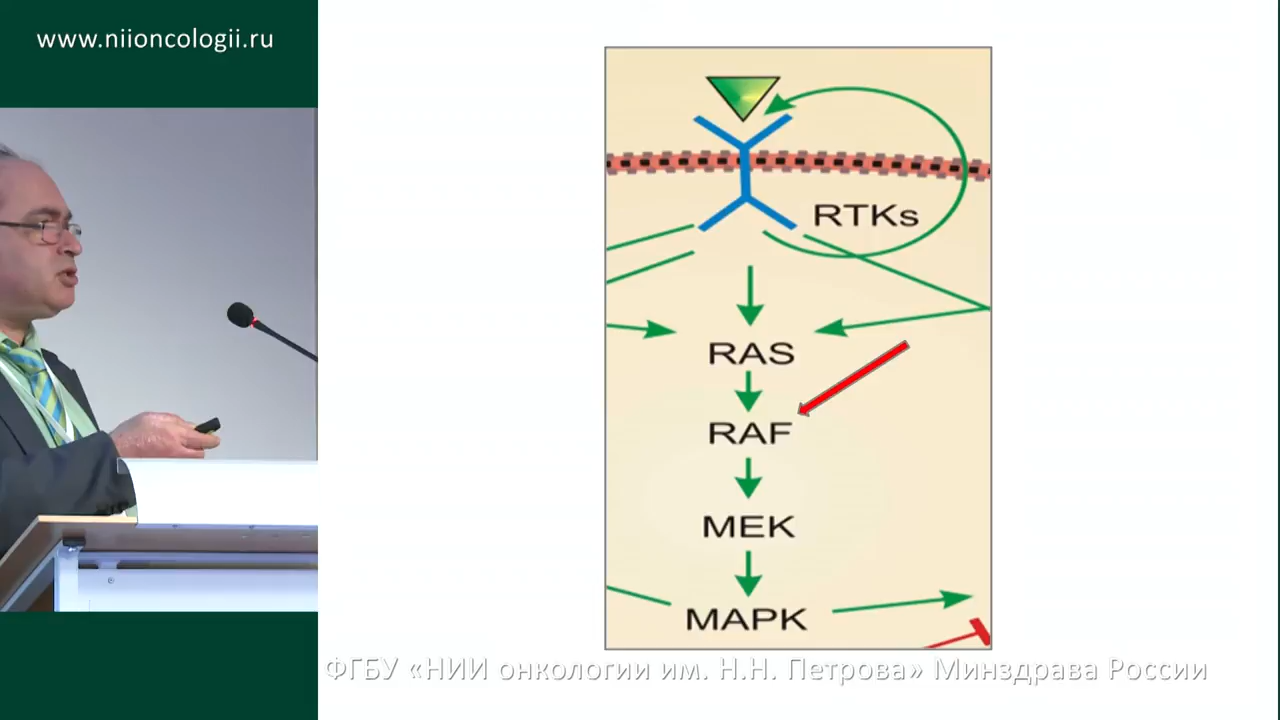 www.niioncologii.ru
RTKs
RAS
RAF
MEK
MAPK
ФГБУ «НИИ онкологии им. Н.Н. Петрова» Минздрава России